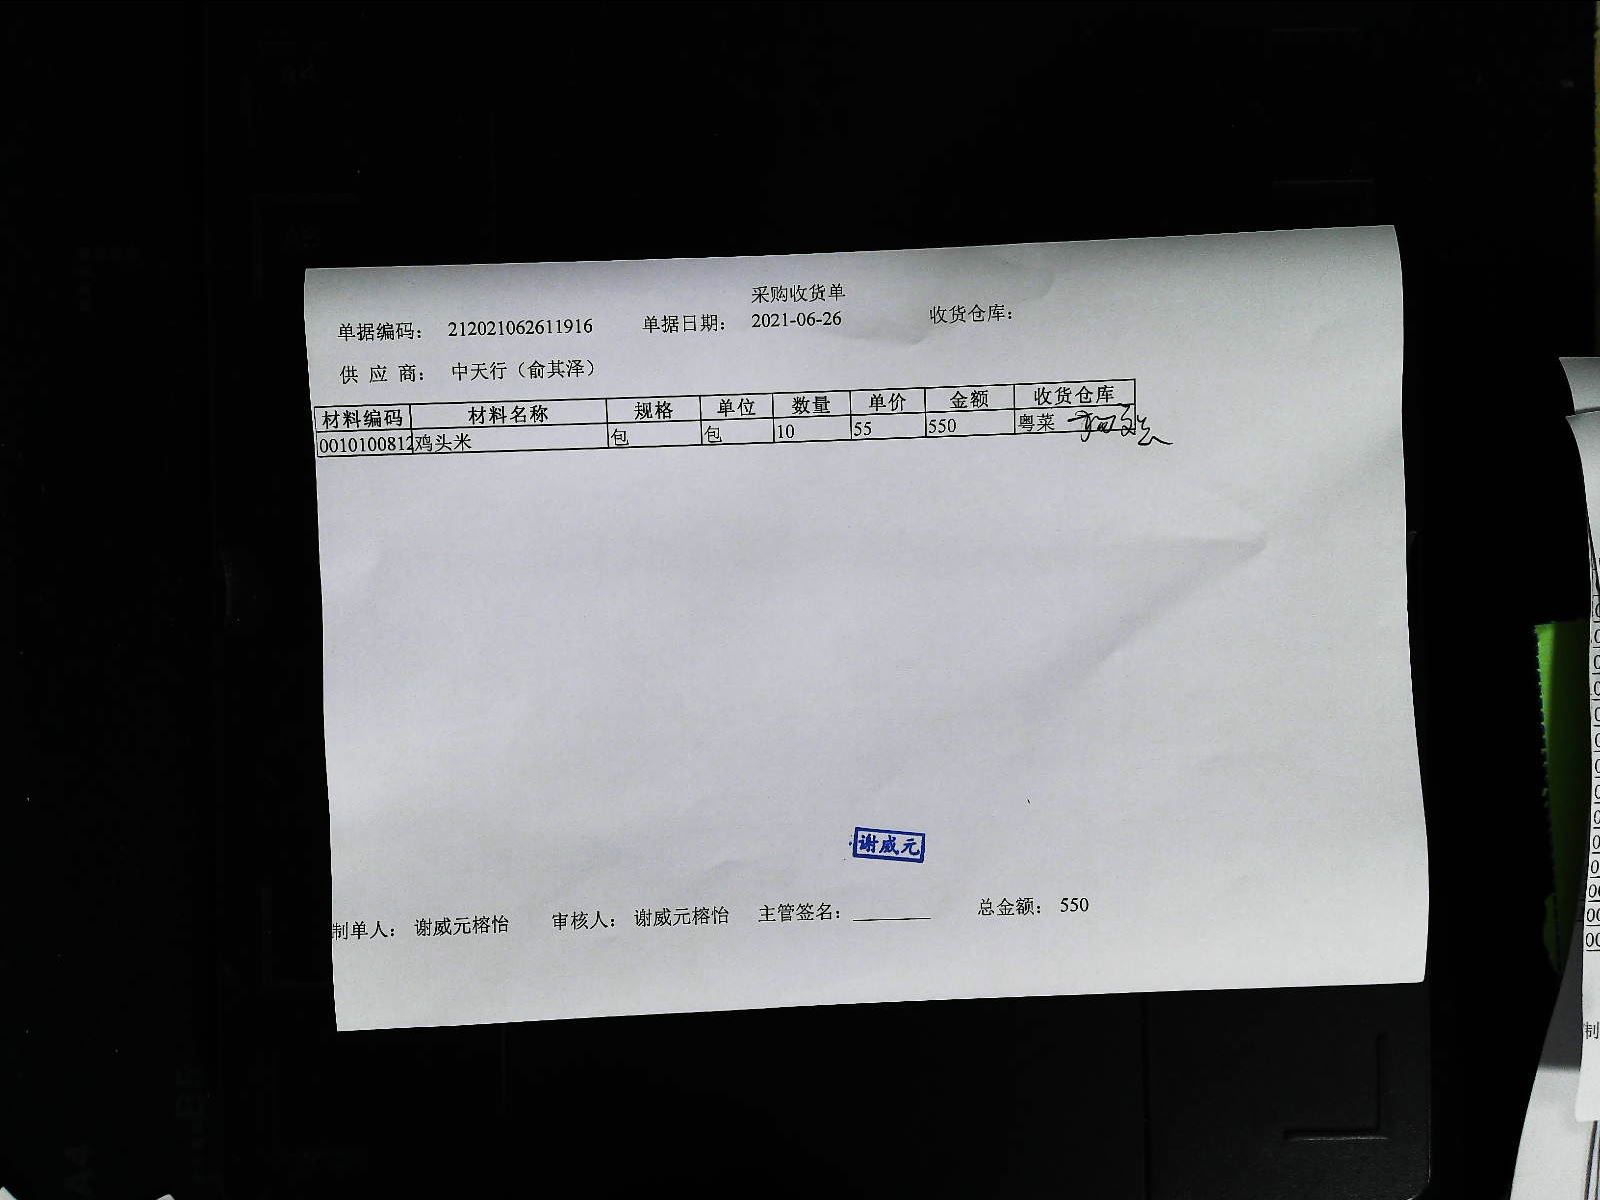 采购收货单
单据编码： 212021062611916 单据日期： 2021-06-26 收货仓库：
供 应 商： 中天行（俞其泽）
材料编码 材料名称 规格 单位 数量 单价 金额 收货仓库
0010100812 鸡头米 包 包 10 55 550 粤菜
谢威元
制单人： 谢威元榕怡 审核人： 谢威元榕怡 主管签名：________ 总金额： 550